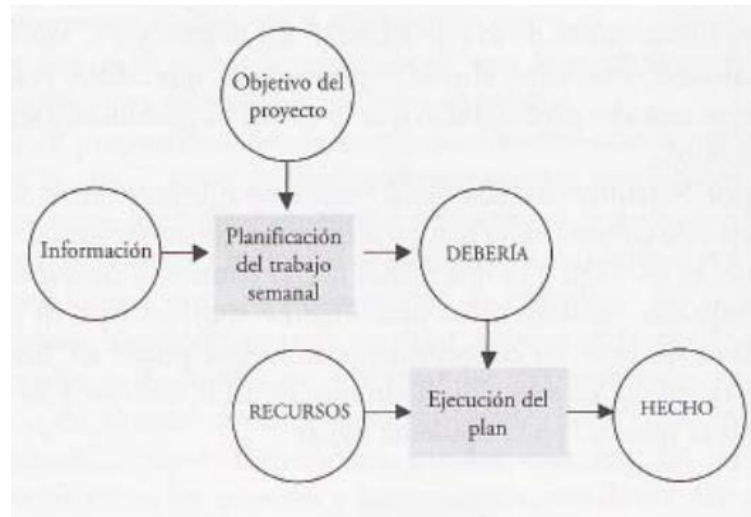 Objetivo del
proyecto
Información
Planificación
del trabajo
semanal
DEBERÍA
RECURSOS
Ejecución del
plan
HECHO